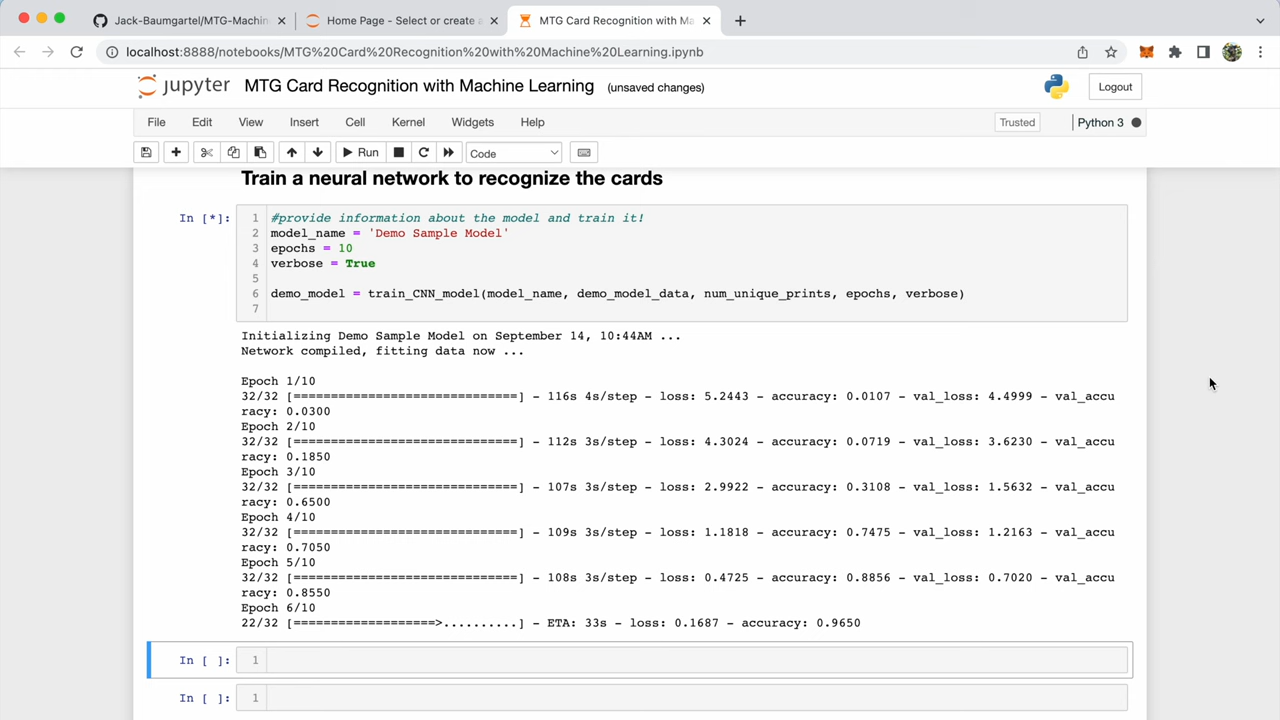 Jack-Baumgartel/MTG-Machin
Home Page - Select or create a
MTG Card Recognition with Ma
localhost:8888/notebooks/MTG%20Card%20Recognition%20with%20Machine%20Learning.ipynb
jupyter MTG Card Recognition with Machine Learning (unsaved changes)
Logout
File Edit View Insert Cell Kernel Widgets Help
Trusted
Python 3
Run
Code
Train a neural network to recognize the cards
In [*]:
1 #provide information about the model and train it!
2 model_name = 'Demo Sample Model'
3 epochs = 10
4 verbose = True
5
6 demo_model = train_CNN_model(model_name, demo_model_data, num_unique_prints, epochs, verbose)
7
Initializing Demo Sample Model on September 14, 10:44AM ...
Network compiled, fitting data now ...
Epoch 1/10
32/32 [==============================] - 116s 4s/step - loss: 5.2443 - accuracy: 0.0107 - val_loss: 4.4999 - val_accu
racy: 0.0300
Epoch 2/10
32/32 [==============================] - 112s 3s/step - loss: 4.3024 - accuracy: 0.0719 - val_loss: 3.6230 - val_accu
racy: 0.1850
Epoch 3/10
32/32 [==============================] - 107s 3s/step - loss: 2.9922 - accuracy: 0.3108 - val_loss: 1.5632 - val_accu
racy: 0.6500
Epoch 4/10
32/32 [==============================] - 109s 3s/step - loss: 1.1818 - accuracy: 0.7475 - val_loss: 1.2163 - val_accu
racy: 0.7050
Epoch 5/10
32/32 [==============================] - 108s 3s/step - loss: 0.4725 - accuracy: 0.8856 - val_loss: 0.7020 - val_accu
racy: 0.8550
Epoch 6/10
22/32 [===================>..........] - ETA: 33s - loss: 0.1687 - accuracy: 0.9650
In [ ]: 1
In [ ]: 1